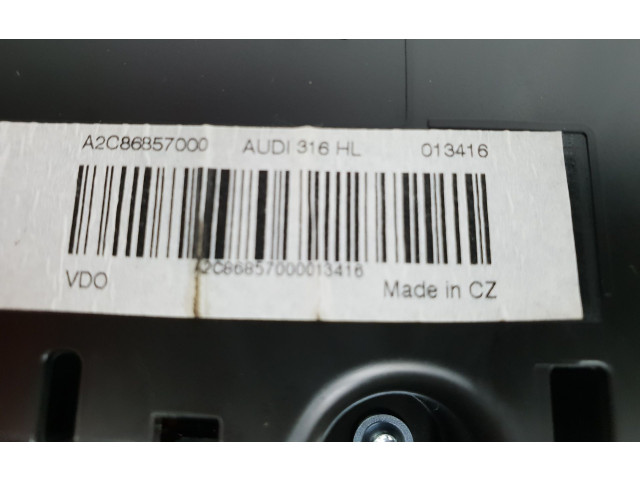 A2C86857000 AUDI 316 HL 013416
A2C86857000013416
VDO Made in CZ